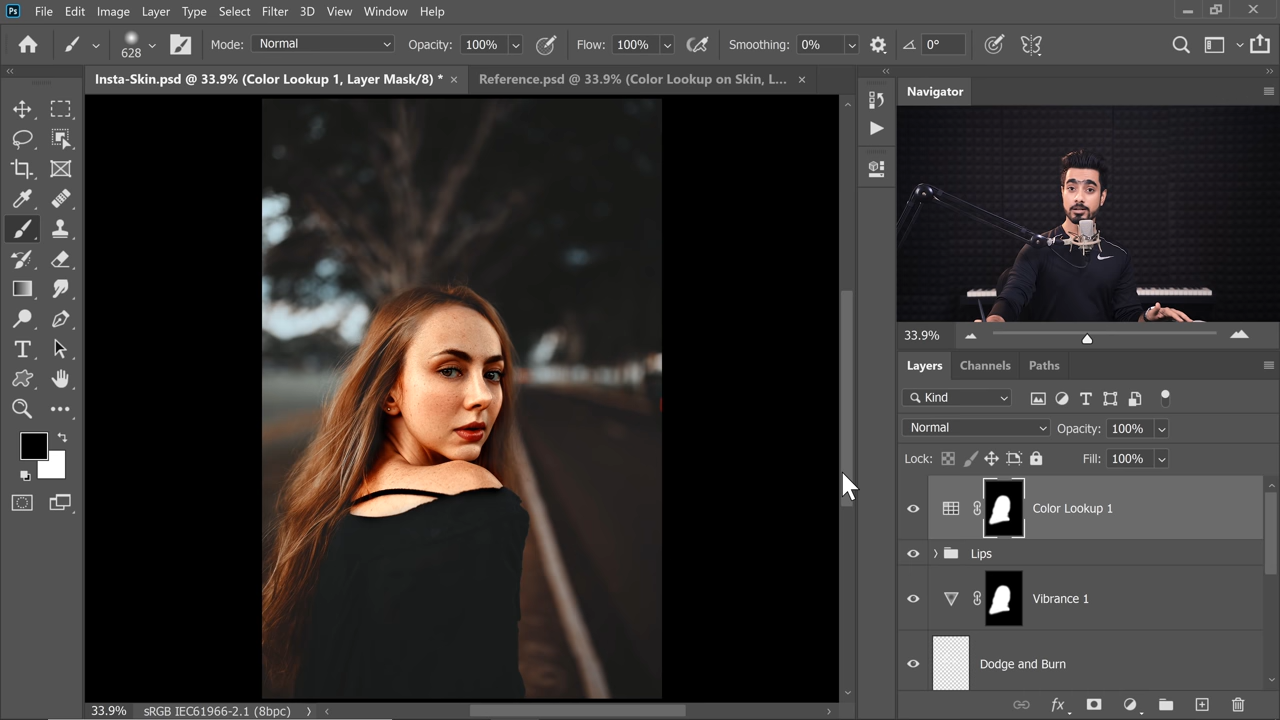 Ps File Edit Image Layer Type Select Filter 3D View Window Help
628 Mode: Normal Opacity: 100% Flow: 100% Smoothing: 0% 0°
Insta-Skin.psd @ 33.9% (Color Lookup 1, Layer Mask/8) * × Reference.psd @ 33.9% (Color Lookup on Skin, L... ×
Navigator
33.9%
Layers Channels Paths
Kind
Normal Opacity: 100%
Lock: Fill: 100%
Color Lookup 1
Lips
Vibrance 1
Dodge and Burn
33.9% sRGB IEC61966-2.1 (8bpc)